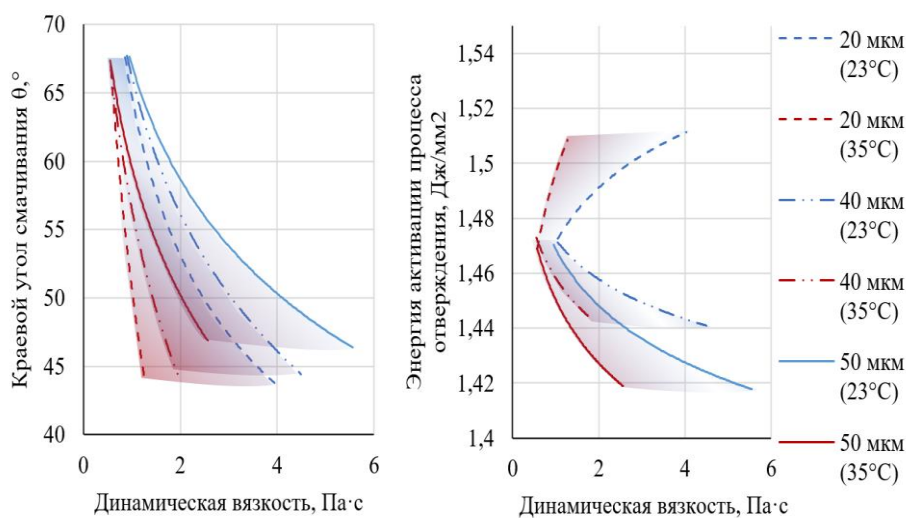 Краевой угол смачивания θ,°
70
65
60
55
50
45
40
0
2
4
6
Динамическая вязкость, Па·с
Энергия активации процесса
отверждения, Дж/мм2
1,54
1,52
1,5
1,48
1,46
1,44
1,42
1,4
0
2
4
6
Динамическая вязкость, Па·с
20 мкм
(23°C)
20 мкм
(35°C)
40 мкм
(23°C)
40 мкм
(35°C)
50 мкм
(23°C)
50 мкм
(35°C)